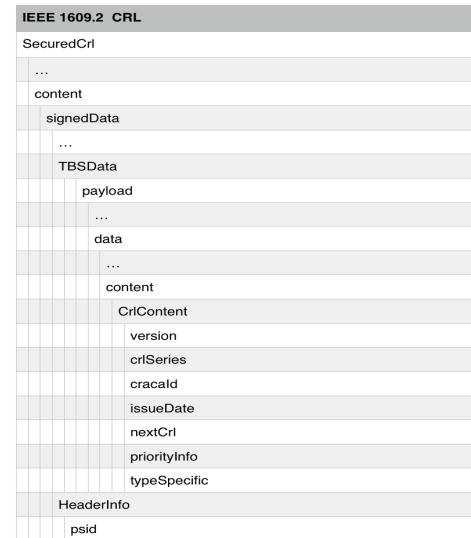 IEEE 1609.2 CRL
SecuredCrl
...
content
signedData
...
TBSData
payload
...
data
...
content
CrlContent
version
crlSeries
cracaId
issueDate
nextCrl
priorityInfo
typeSpecific
HeaderInfo
psid